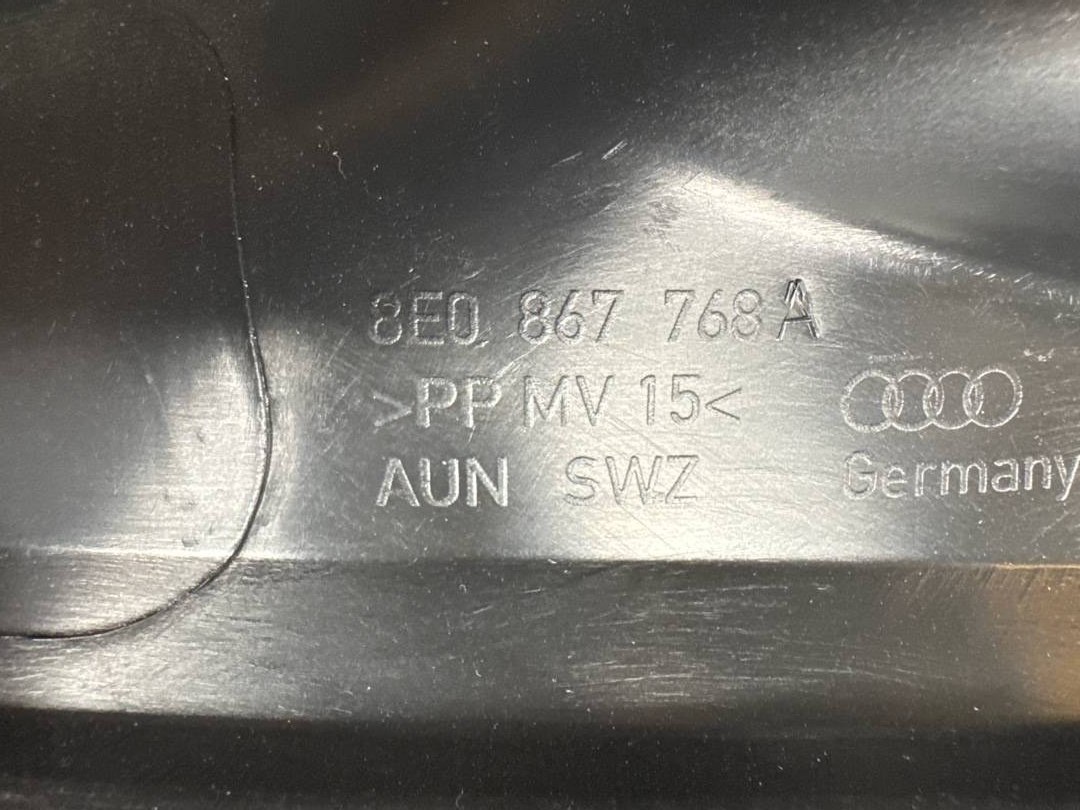 8E0 867 768 A
>PP MV 15<
AUN SWZ
Germany